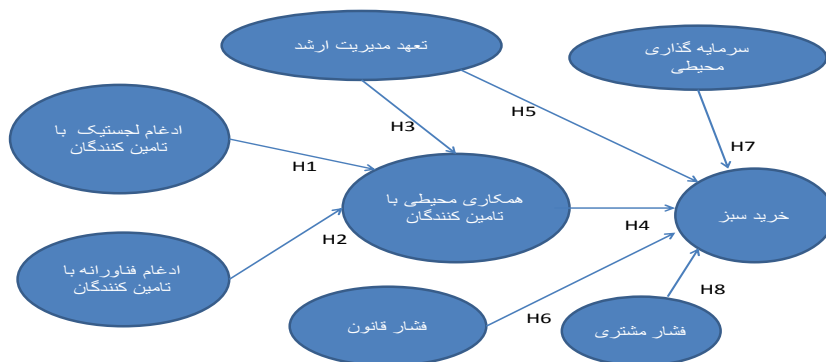 تعهد مدیریت ارشد
سرمایه گذاری
محیطی
H5
H3
H7
ادغام لجستیک با
تامین کنندگان
H1
همکاری محیطی با
تامین کنندگان
خرید سبز
H4
H2
ادغام فناورانه با
تامین کنندگان
H8
فشار قانون
H6
فشار مشتری